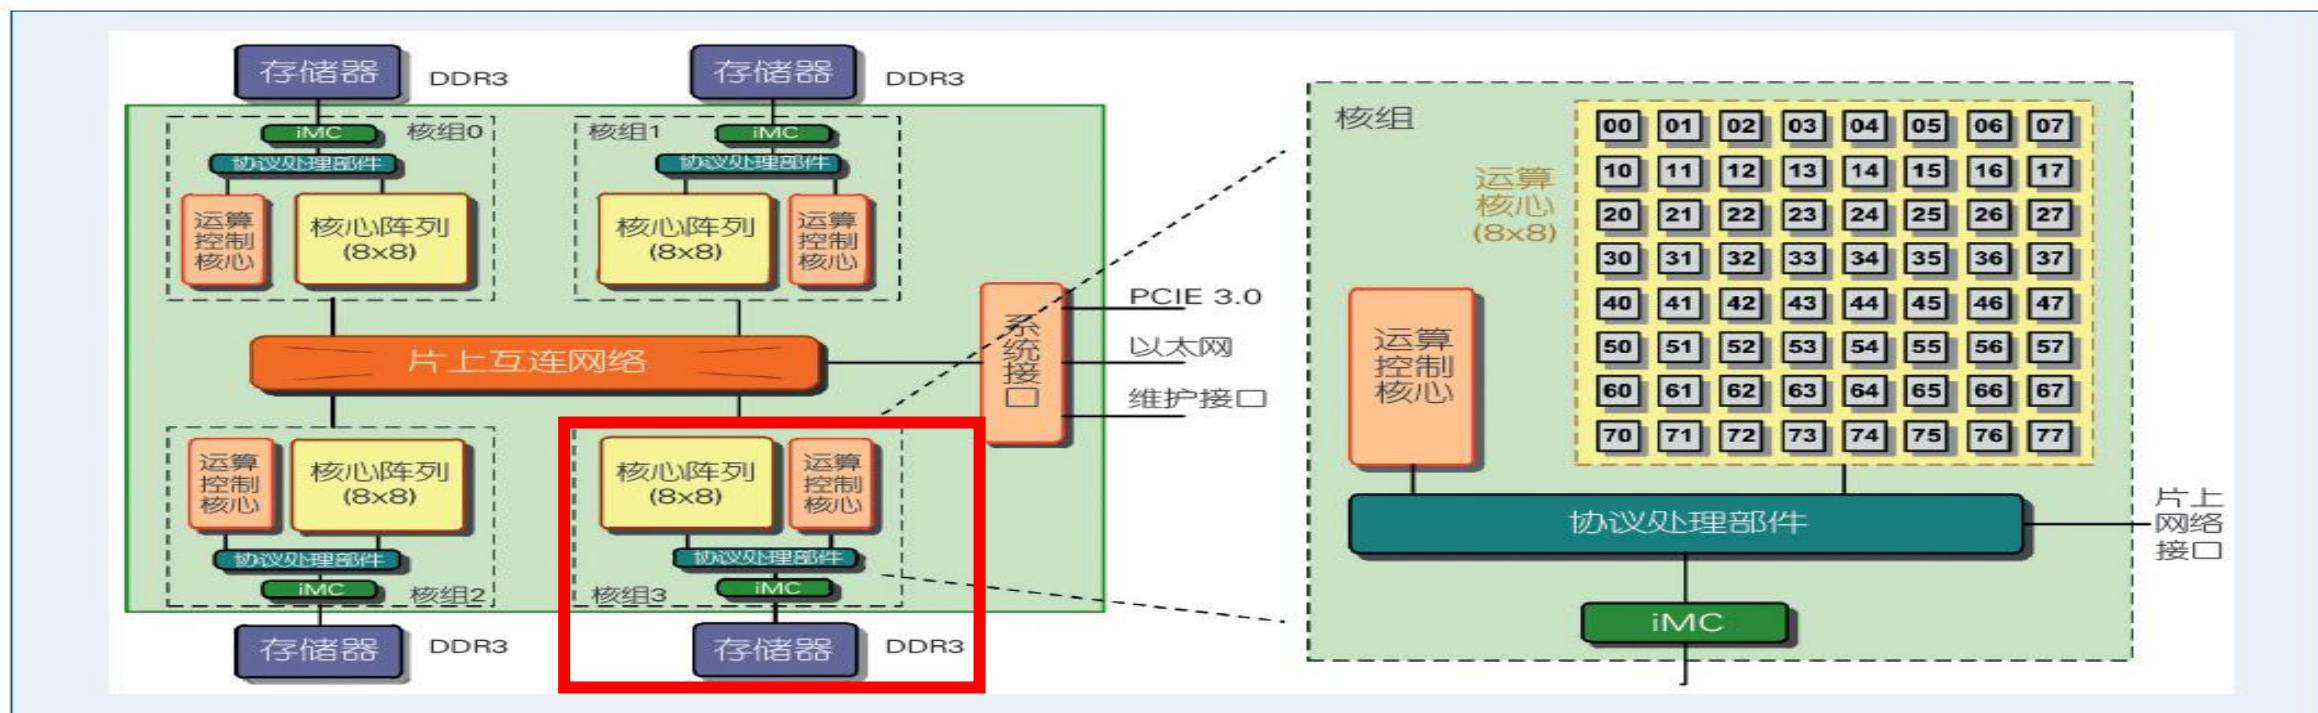 存储器
DDR3
存储器
DDR3
iMC
核组0
协议处理部件
运算
控制
核心
核心阵列
(8x8)
核组1
iMC
协议处理部件
核心阵列
(8x8)
运算
控制
核心
片上互连网络
系统接口
PCIE 3.0
以太网
维护接口
运算
控制
核心
核心阵列
(8x8)
协议处理部件
iMC
核组2
存储器
DDR3
核心阵列
(8x8)
运算
控制
核心
协议处理部件
核组3
iMC
存储器
DDR3
核组
运算
核心
(8x8)
00 01 02 03 04 05 06 07
10 11 12 13 14 15 16 17
20 21 22 23 24 25 26 27
30 31 32 33 34 35 36 37
40 41 42 43 44 45 46 47
50 51 52 53 54 55 56 57
60 61 62 63 64 65 66 67
70 71 72 73 74 75 76 77
运算
控制
核心
协议处理部件
片上
网络
接口
iMC